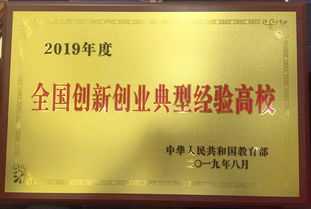 2019年度
全国创新创业典型经验高校
中华人民共和国教育部
二〇一九年八月